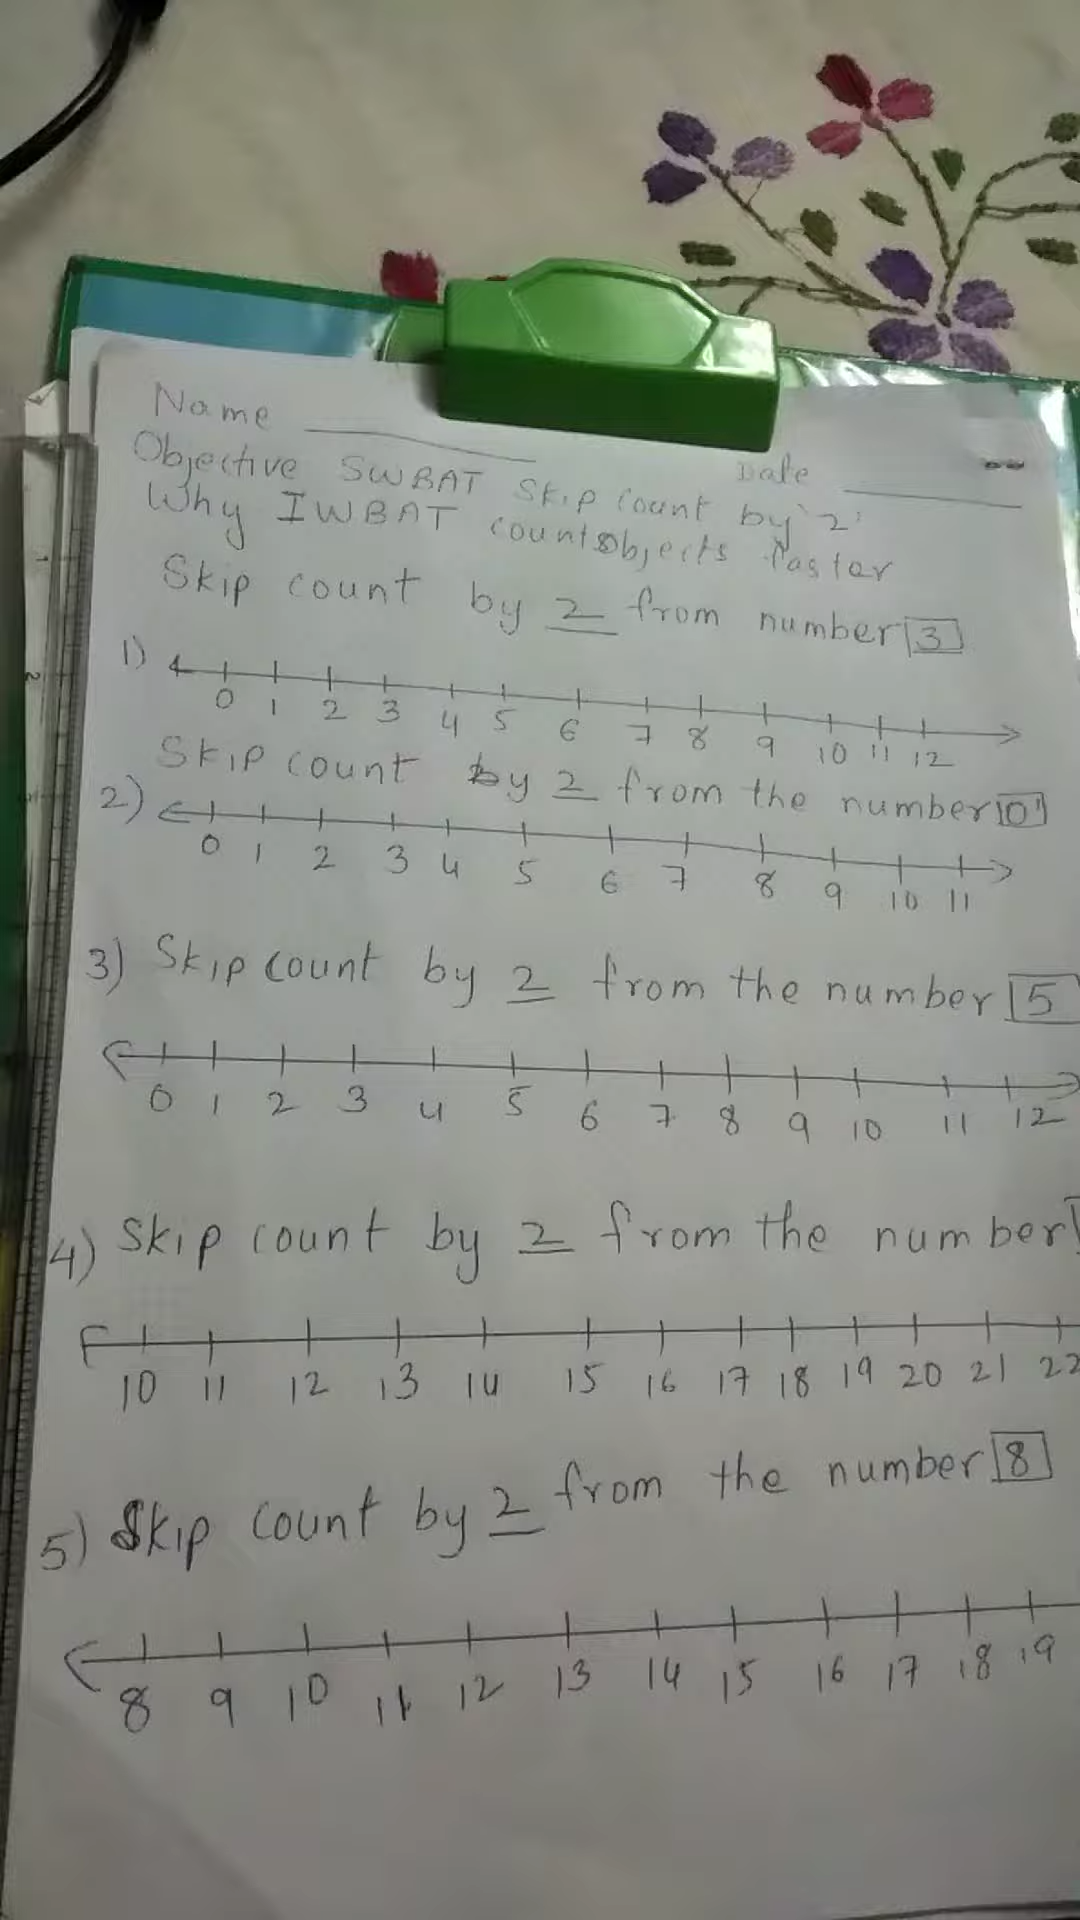 Name
Date
Objective SWBAT Skip count by '2'
Why IWBAT count objects faster
Skip count by 2 from number 3
1)
0 1 2 3 4 5 6 7 8 9 10 11 12
Skip count by 2 from the number 0
2)
0 1 2 3 4 5 6 7 8 9 10 11
3) Skip count by 2 from the number 5
0 1 2 3 4 5 6 7 8 9 10 11 12
4) Skip count by 2 from the number
10 11 12 13 14 15 16 17 18 19 20 21 22
5) Skip count by 2 from the number 8
8 9 10 11 12 13 14 15 16 17 18 19